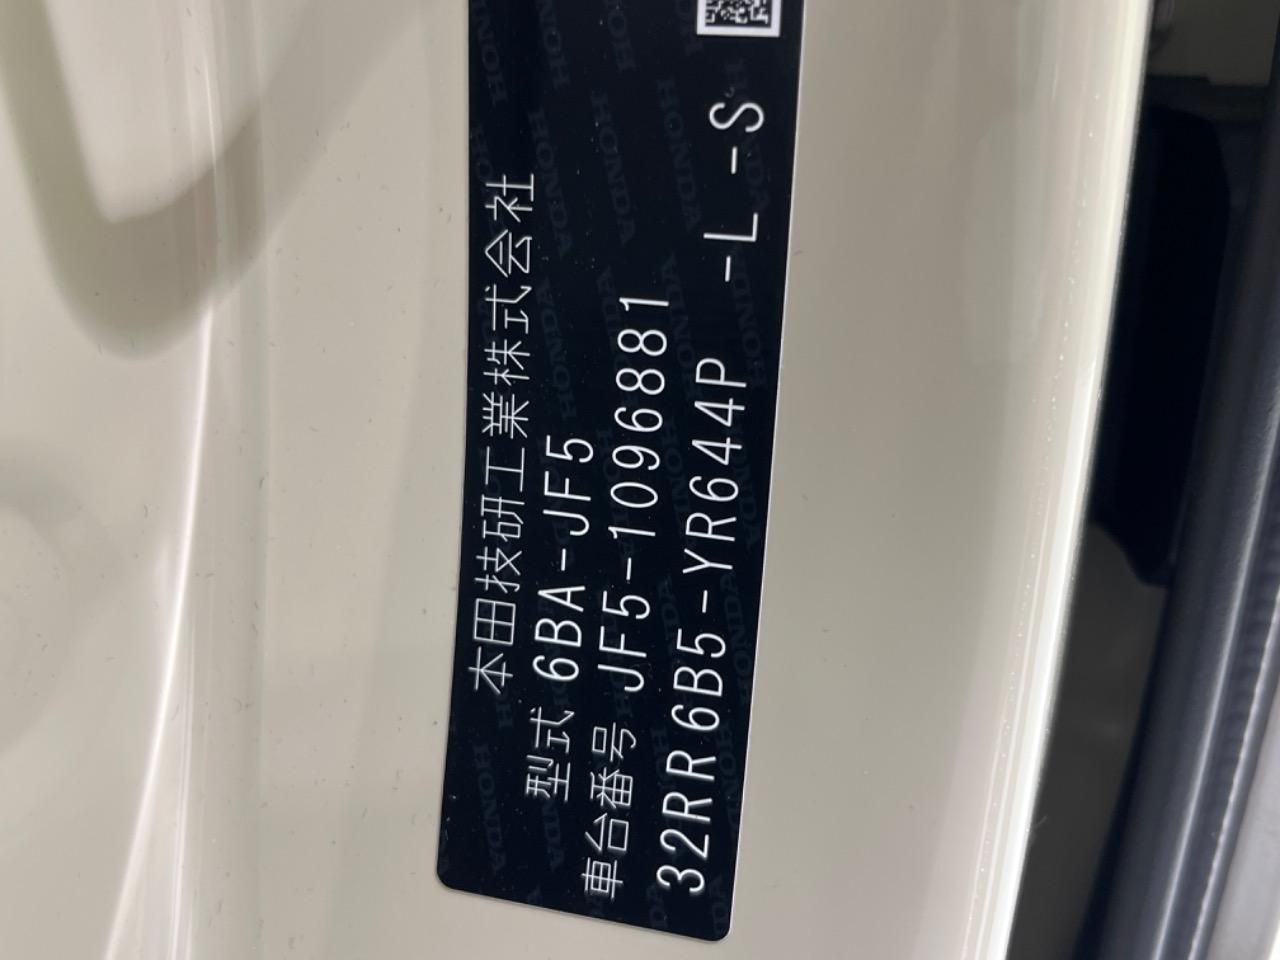 本田技研工業株式会社
型式 6BA-JF5
車台番号 JF5-1096881
32RR6B5-YR644P -L -S